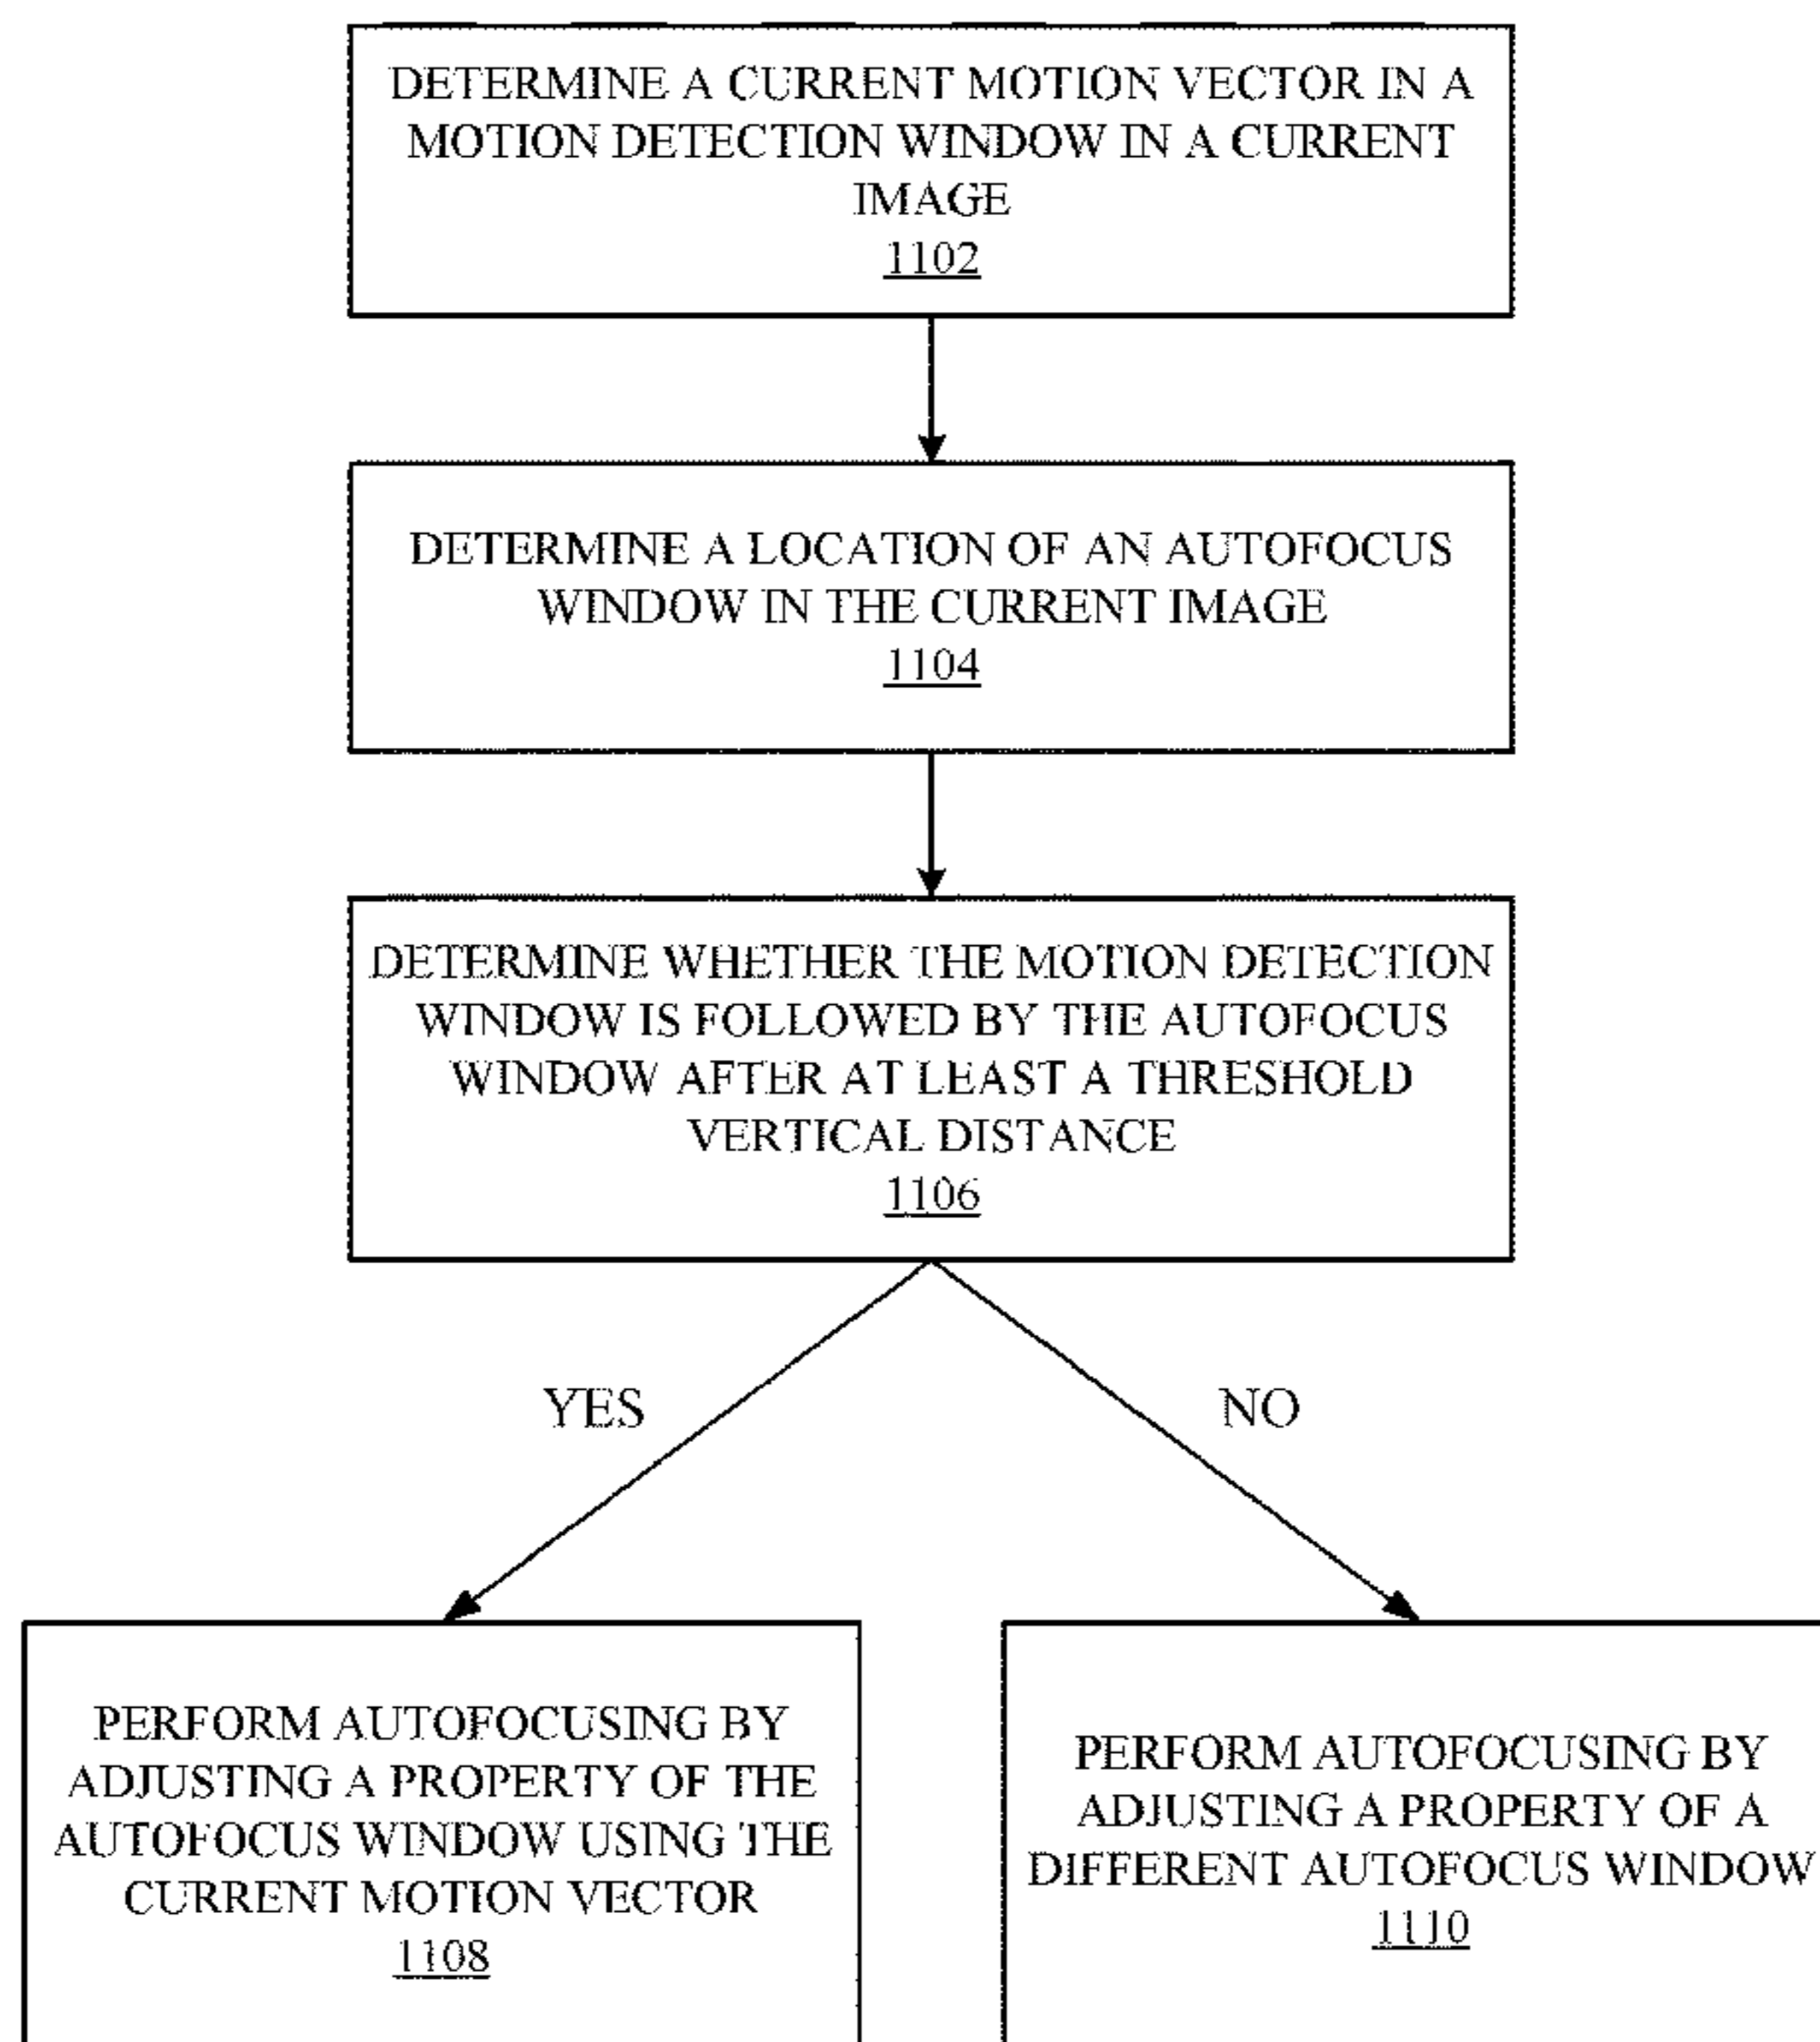 DETERMINE A CURRENT MOTION VECTOR IN A
MOTION DETECTION WINDOW IN A CURRENT
IMAGE
1102
DETERMINE A LOCATION OF AN AUTOFOCUS
WINDOW IN THE CURRENT IMAGE
1104
DETERMINE WHETHER THE MOTION DETECTION
WINDOW IS FOLLOWED BY THE AUTOFOCUS
WINDOW AFTER AT LEAST A THRESHOLD
VERTICAL DISTANCE
1106
YES
NO
PERFORM AUTOFOCUSING BY
ADJUSTING A PROPERTY OF THE
AUTOFOCUS WINDOW USING THE
CURRENT MOTION VECTOR
1108
PERFORM AUTOFOCUSING BY
ADJUSTING A PROPERTY OF A
DIFFERENT AUTOFOCUS WINDOW
1110